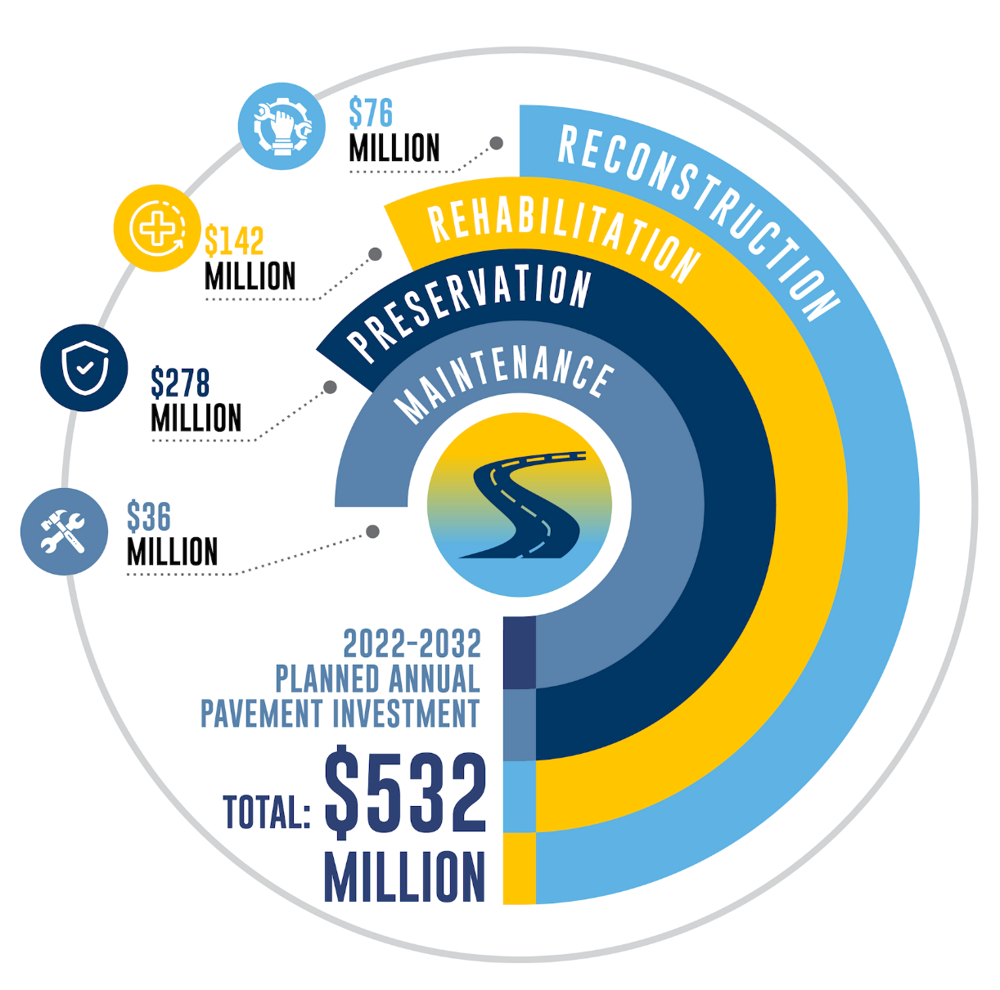 $76
MILLION
RECONSTRUCTION
$142
MILLION
REHABILITATION
$278
MILLION
PRESERVATION
$36
MILLION
MAINTENANCE
2022-2032
PLANNED ANNUAL
PAVEMENT INVESTMENT
TOTAL: $532
MILLION